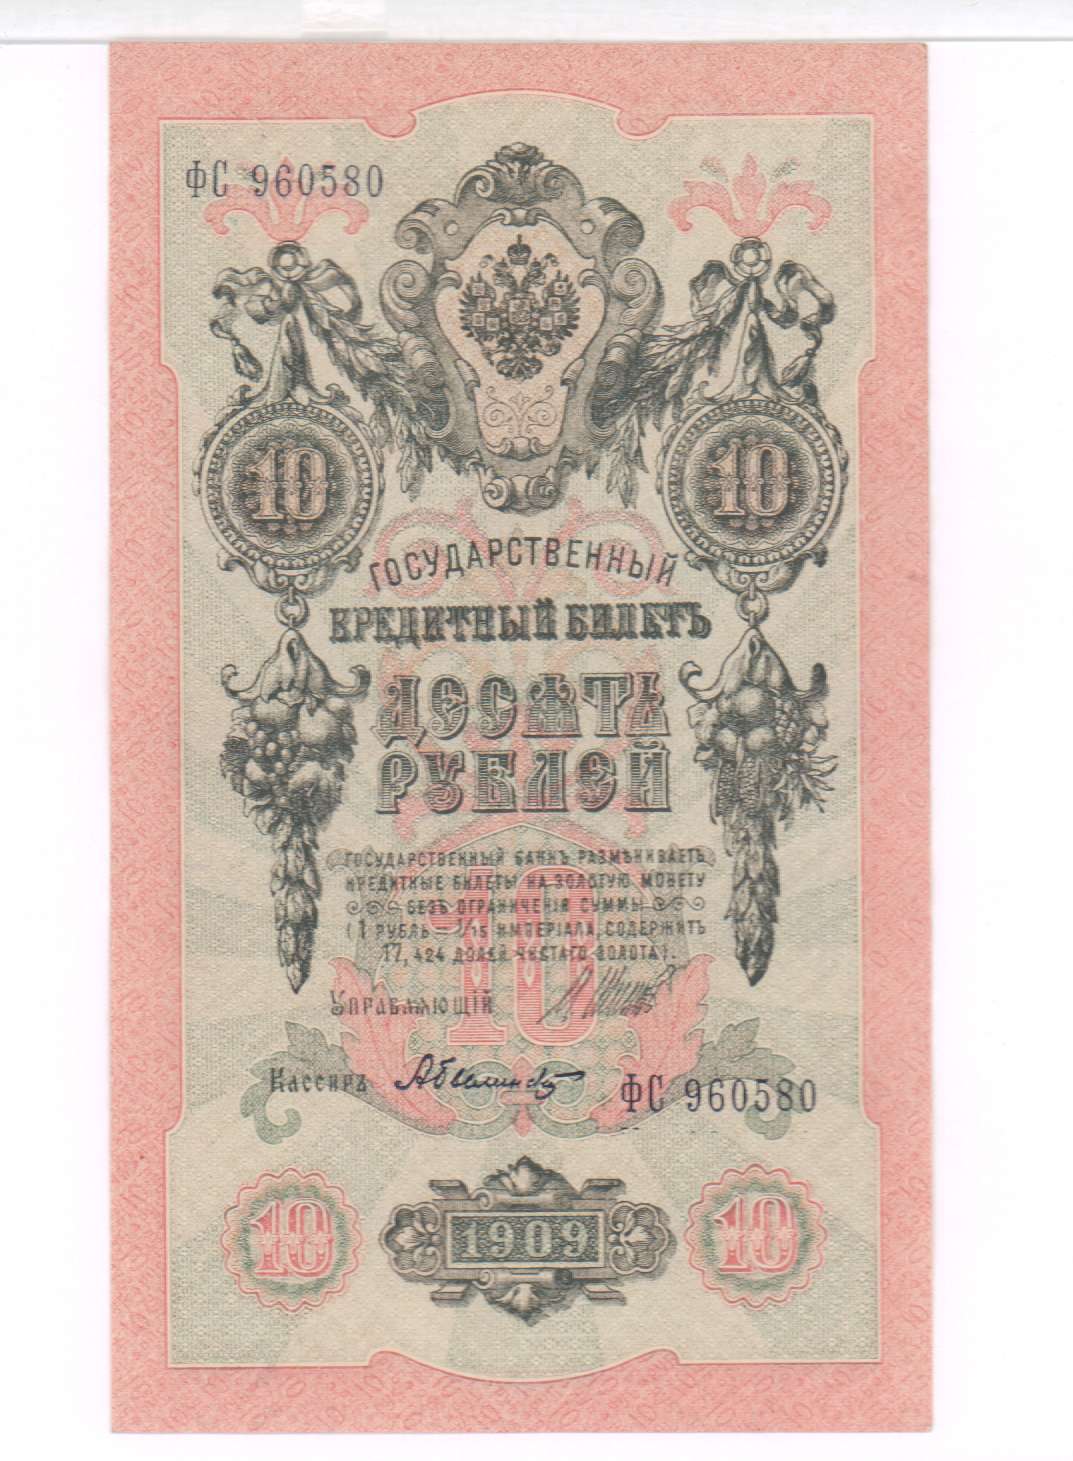 ФС 960580
10 10
ГОСУДАРСТВЕННЫЙ
КРЕДИТНЫЙ БИЛЕТЪ
ДЕСЯТЬ
РУБЛЕЙ
10
ГОСУДАРСТВЕННЫЙ БАНКЪ РАЗМѢНИВАЕТЪ
КРЕДИТНЫЕ БИЛЕТЫ НА ЗОЛОТУЮ МОНЕТУ
БЕЗЪ ОГРАНИЧЕНІЯ СУММЫ
(1 РУБЛЬ = 1/15 ИМПЕРІАЛА, СОДЕРЖИТЪ
17,424 ДОЛЕЙ ЧИСТАГО ЗОЛОТА).
УПРАВЛЯЮЩІЙ
КАССИРЪ
ФС 960580
10 1909 10